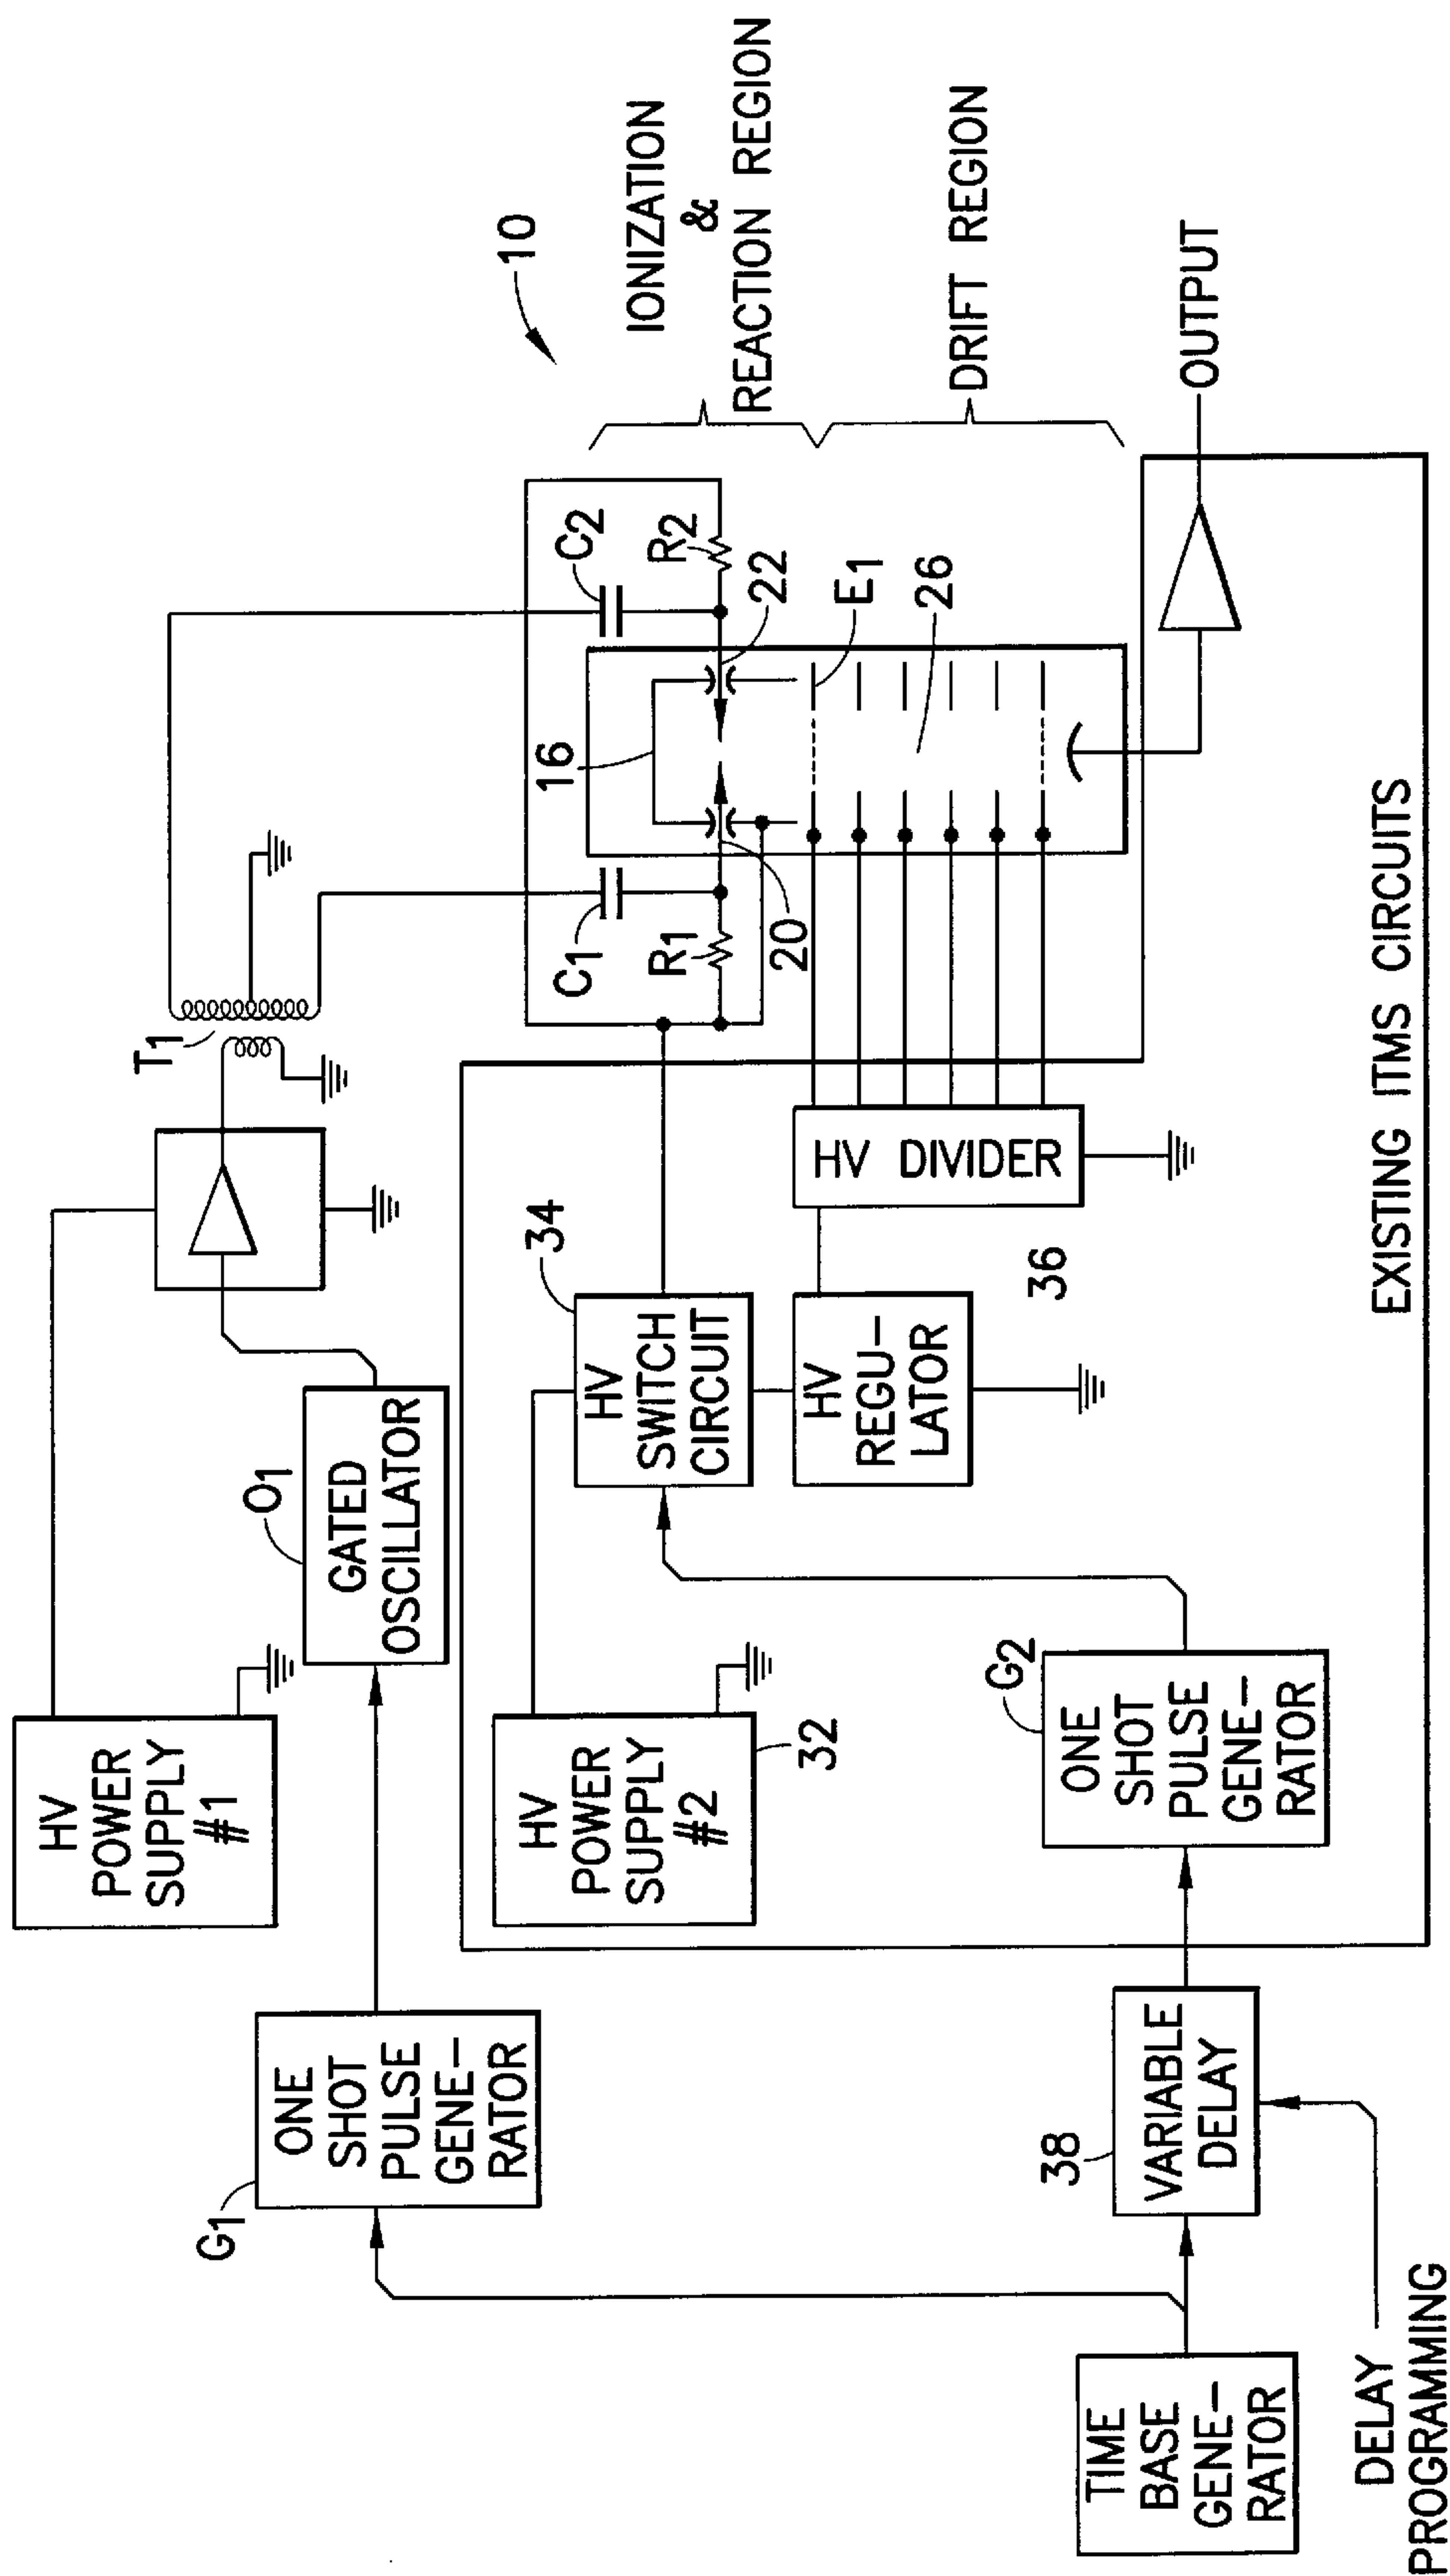 HV
POWER
SUPPLY
#1
T1
O1
GATED
OSCILLATOR
G1
ONE
SHOT
PULSE
GENE-
RATOR
10
IONIZATION
&
REACTION REGION
DRIFT REGION
C1
C2
R1
R2
16
20
22
E1
26
OUTPUT
34
HV
SWITCH
CIRCUIT
HV
POWER
SUPPLY
#2
32
HV
REGU-
LATOR
36
HV DIVIDER
G2
ONE
SHOT
PULSE
GENE-
RATOR
EXISTING ITMS CIRCUITS
38
VARIABLE
DELAY
TIME
BASE
GENE-
RATOR
DELAY
PROGRAMMING